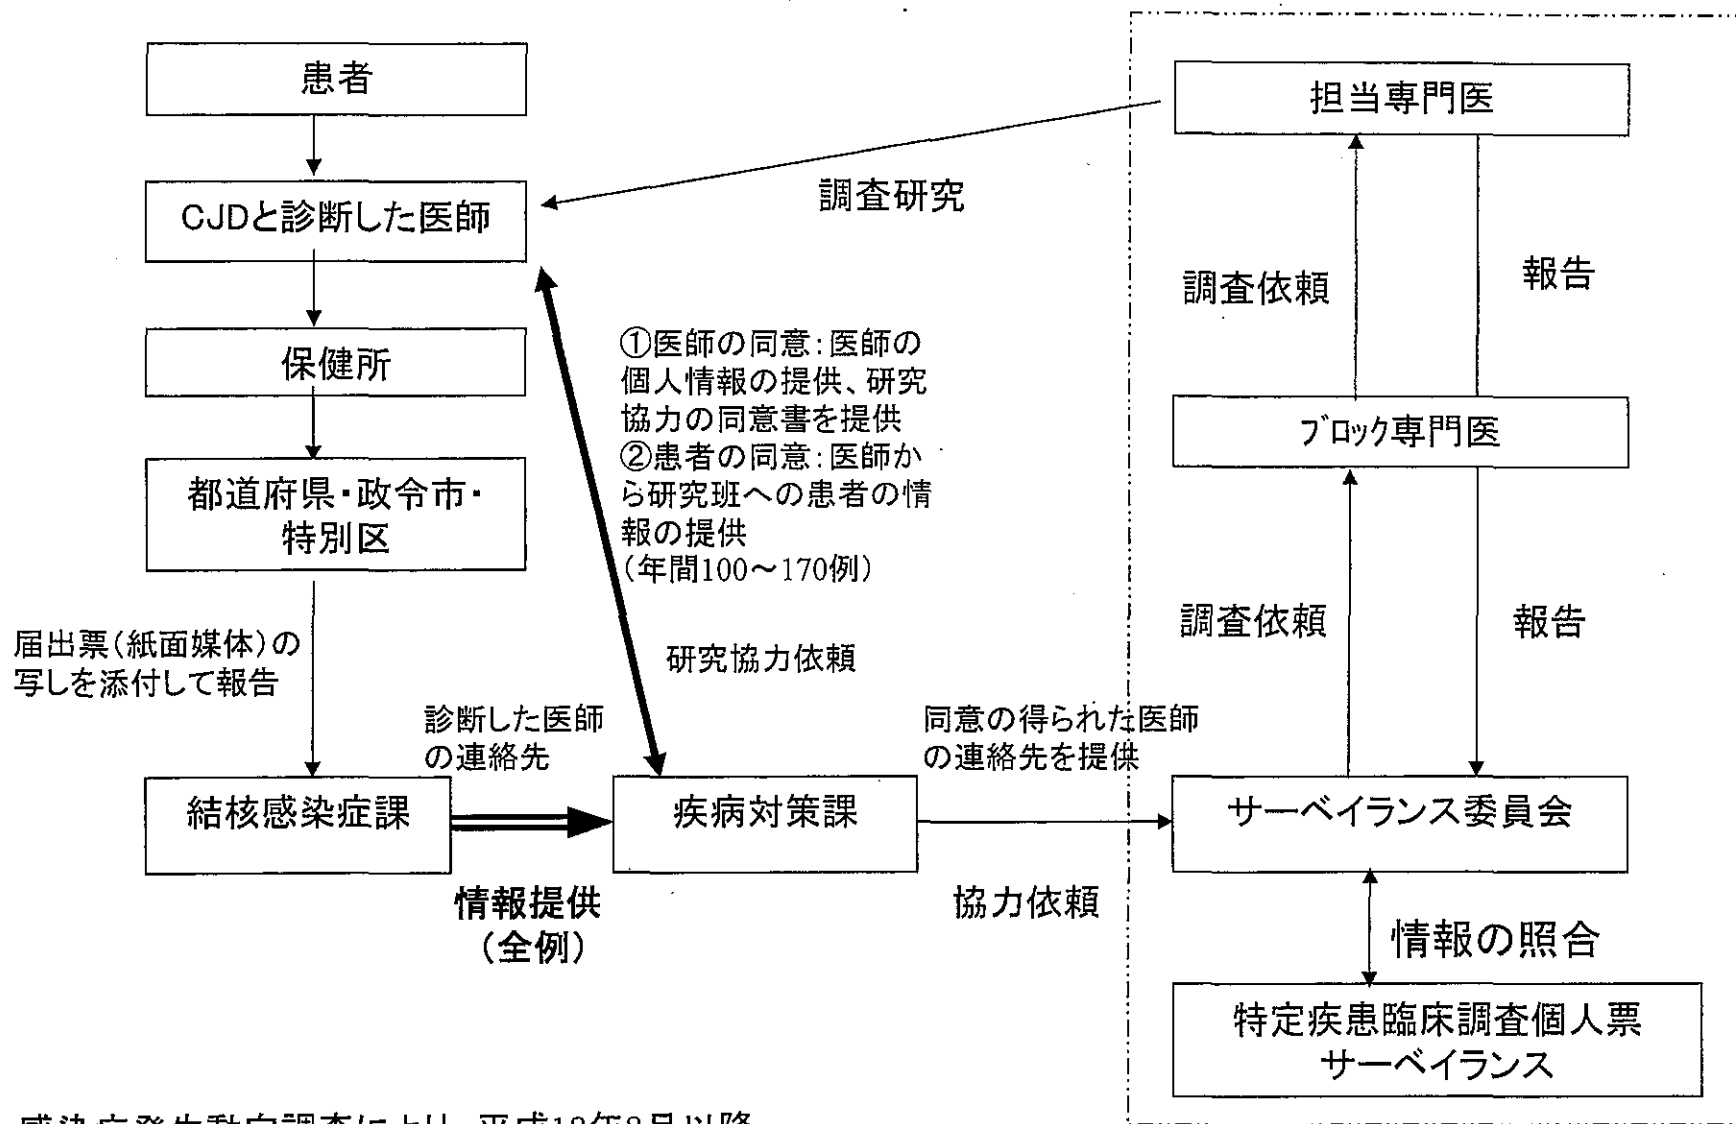 患者
CJDと診断した医師
保健所
都道府県・政令市・
特別区
届出票(紙面媒体)の
写しを添付して報告
結核感染症課
診断した医師
の連絡先
情報提供
(全例)
疾病対策課
①医師の同意:医師の
個人情報の提供、研究
協力の同意書を提供
②患者の同意:医師か
ら研究班への患者の情
報の提供
(年間100～170例)
研究協力依頼
調査研究
同意の得られた医師
の連絡先を提供
協力依頼
担当専門医
調査依頼
報告
ブロック専門医
調査依頼
報告
サーベイランス委員会
情報の照合
特定疾患臨床調査個人票
サーベイランス